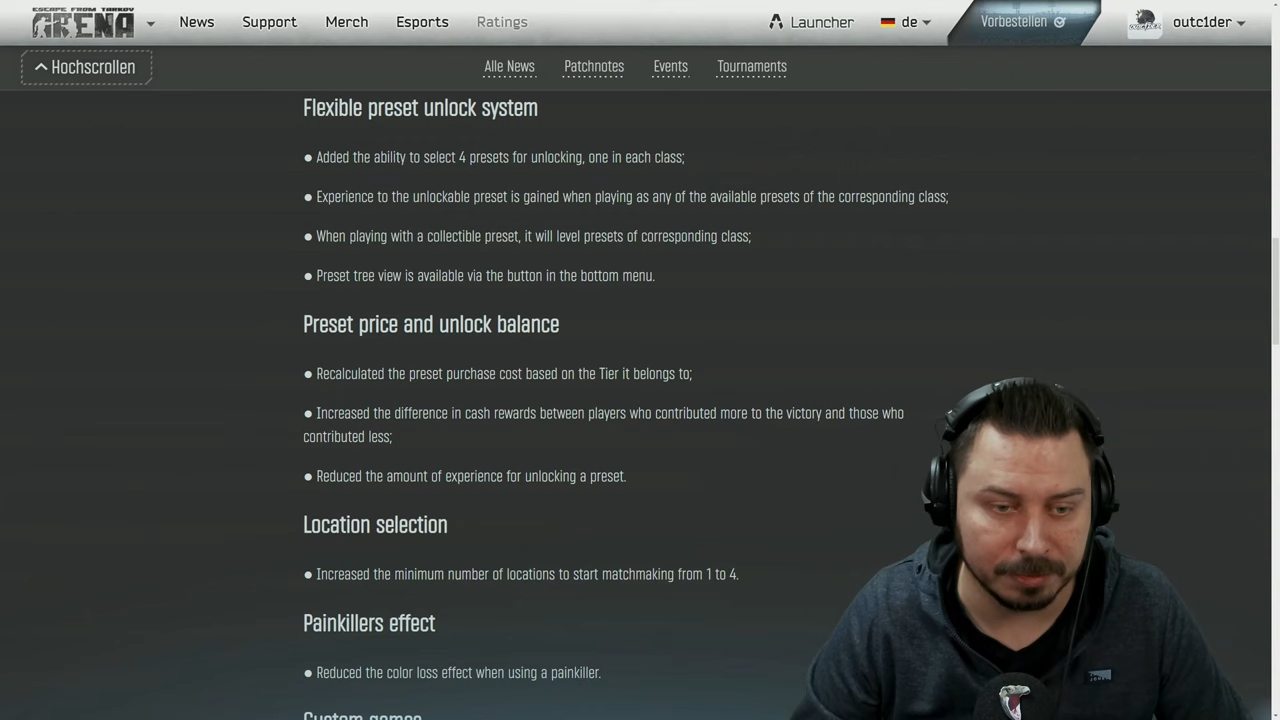 ESCAPE FROM TARKOV
ARENA
News
Support
Merch
Esports
Ratings
Launcher
de
Vorbestellen
outc1der
Hochscrollen
Alle News
Patchnotes
Events
Tournaments
Flexible preset unlock system
● Added the ability to select 4 presets for unlocking, one in each class;
● Experience to the unlockable preset is gained when playing as any of the available presets of the corresponding class;
● When playing with a collectible preset, it will level presets of corresponding class;
● Preset tree view is available via the button in the bottom menu.
Preset price and unlock balance
● Recalculated the preset purchase cost based on the Tier it belongs to;
● Increased the difference in cash rewards between players who contributed more to the victory and those who
contributed less;
● Reduced the amount of experience for unlocking a preset.
Location selection
● Increased the minimum number of locations to start matchmaking from 1 to 4.
Painkillers effect
● Reduced the color loss effect when using a painkiller.
Custom games